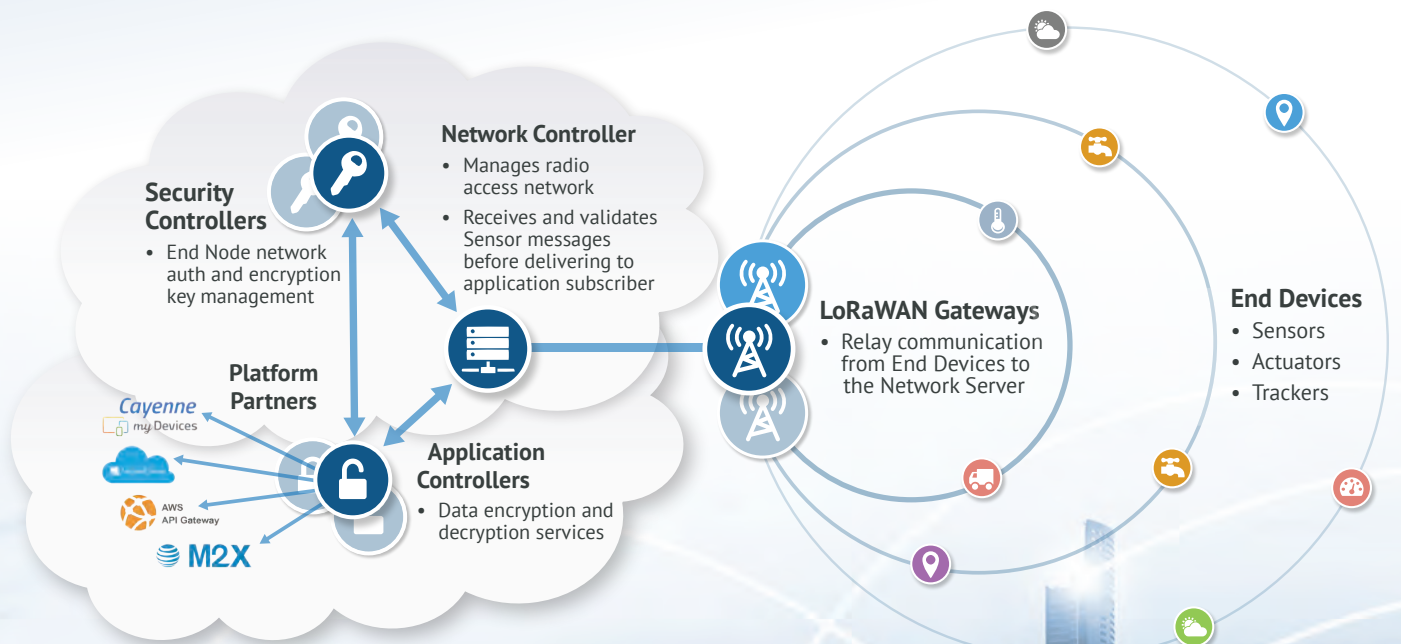 Network Controller
• Manages radio
access network
• Receives and validates
Sensor messages
before delivering to
application subscriber
Security
Controllers
• End Node network
auth and encryption
key management
LoRaWAN Gateways
• Relay communication
from End Devices to
the Network Server
End Devices
• Sensors
• Actuators
• Trackers
Platform
Partners
Cayenne
my Devices
AWS
API Gateway
M2X
Application
Controllers
• Data encryption and
decryption services